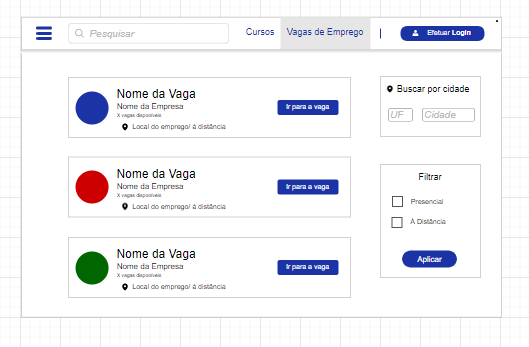 Pesquisar
Cursos
Vagas de Emprego
Efetuar Login
Nome da Vaga
Nome da Empresa
X vagas disponíveis
Local do emprego/ á distância
Ir para a vaga
Nome da Vaga
Nome da Empresa
X vagas disponíveis
Local do emprego/ á distância
Ir para a vaga
Nome da Vaga
Nome da Empresa
X vagas disponíveis
Local do emprego/ á distância
Ir para a vaga
Buscar por cidade
UF
Cidade
Filtrar
Presencial
À Distância
Aplicar